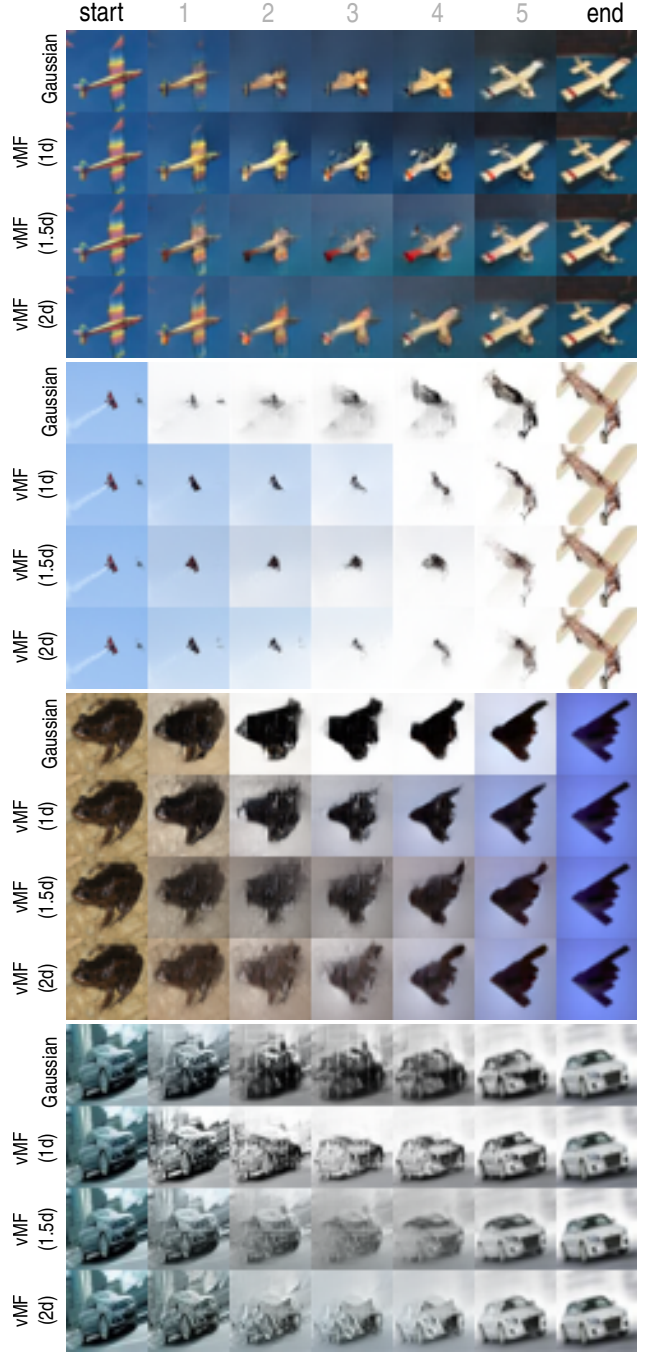 start 1 2 3 4 5 end
Gaussian
vMF
(1d)
vMF
(1.5d)
vMF
(2d)
Gaussian
vMF
(1d)
vMF
(1.5d)
vMF
(2d)
Gaussian
vMF
(1d)
vMF
(1.5d)
vMF
(2d)
Gaussian
vMF
(1d)
vMF
(1.5d)
vMF
(2d)